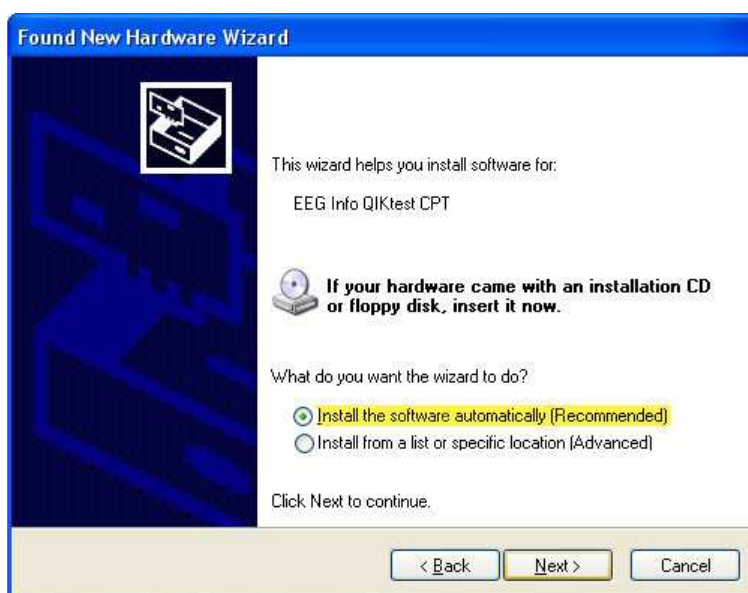 Found New Hardware Wizard
This wizard helps you install software for:
EEG Info QIKtest CPT
If your hardware came with an installation CD
or floppy disk, insert it now.
What do you want the wizard to do?
Install the software automatically (Recommended)
Install from a list or specific location (Advanced)
Click Next to continue.
< Back
Next >
Cancel